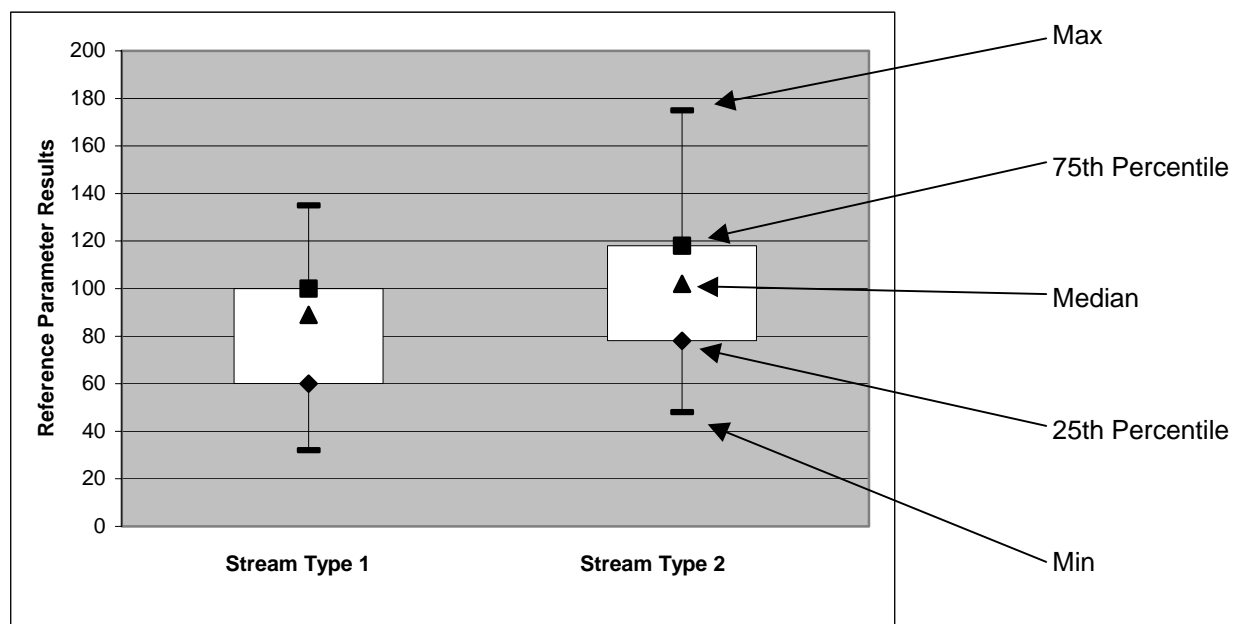 Max
75th Percentile
Median
25th Percentile
Min
200
180
160
140
120
100
80
60
40
20
0
Reference Parameter Results
Stream Type 1
Stream Type 2